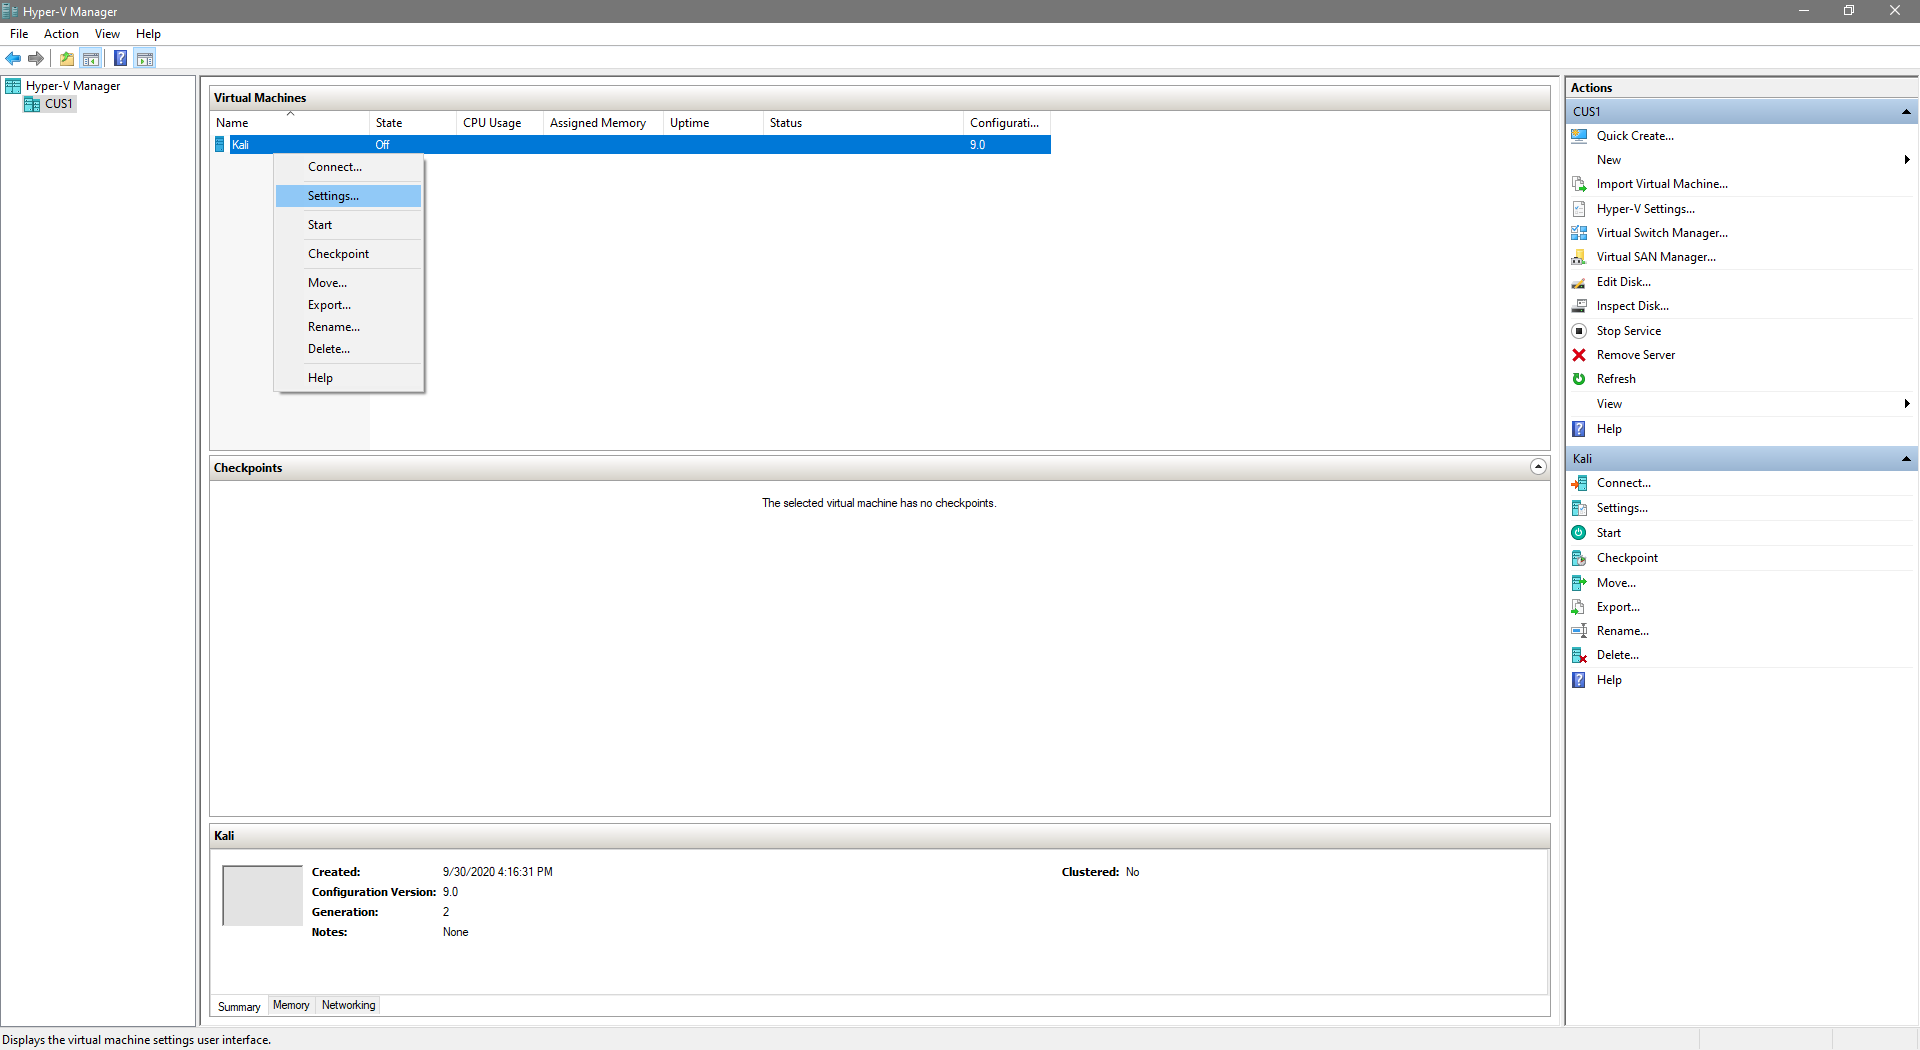 Hyper-V Manager
File Action View Help
Hyper-V Manager
CUS1
Virtual Machines
Name State CPU Usage Assigned Memory Uptime Status Configurati...
Kali Off 9.0
Connect...
Settings...
Start
Checkpoint
Move...
Export...
Rename...
Delete...
Help
Checkpoints
The selected virtual machine has no checkpoints.
Kali
Created: 9/30/2020 4:16:31 PM Clustered: No
Configuration Version: 9.0
Generation: 2
Notes: None
Summary Memory Networking
Actions
CUS1
Quick Create...
New
Import Virtual Machine...
Hyper-V Settings...
Virtual Switch Manager...
Virtual SAN Manager...
Edit Disk...
Inspect Disk...
Stop Service
Remove Server
Refresh
View
Help
Kali
Connect...
Settings...
Start
Checkpoint
Move...
Export...
Rename...
Delete...
Help
Displays the virtual machine settings user interface.